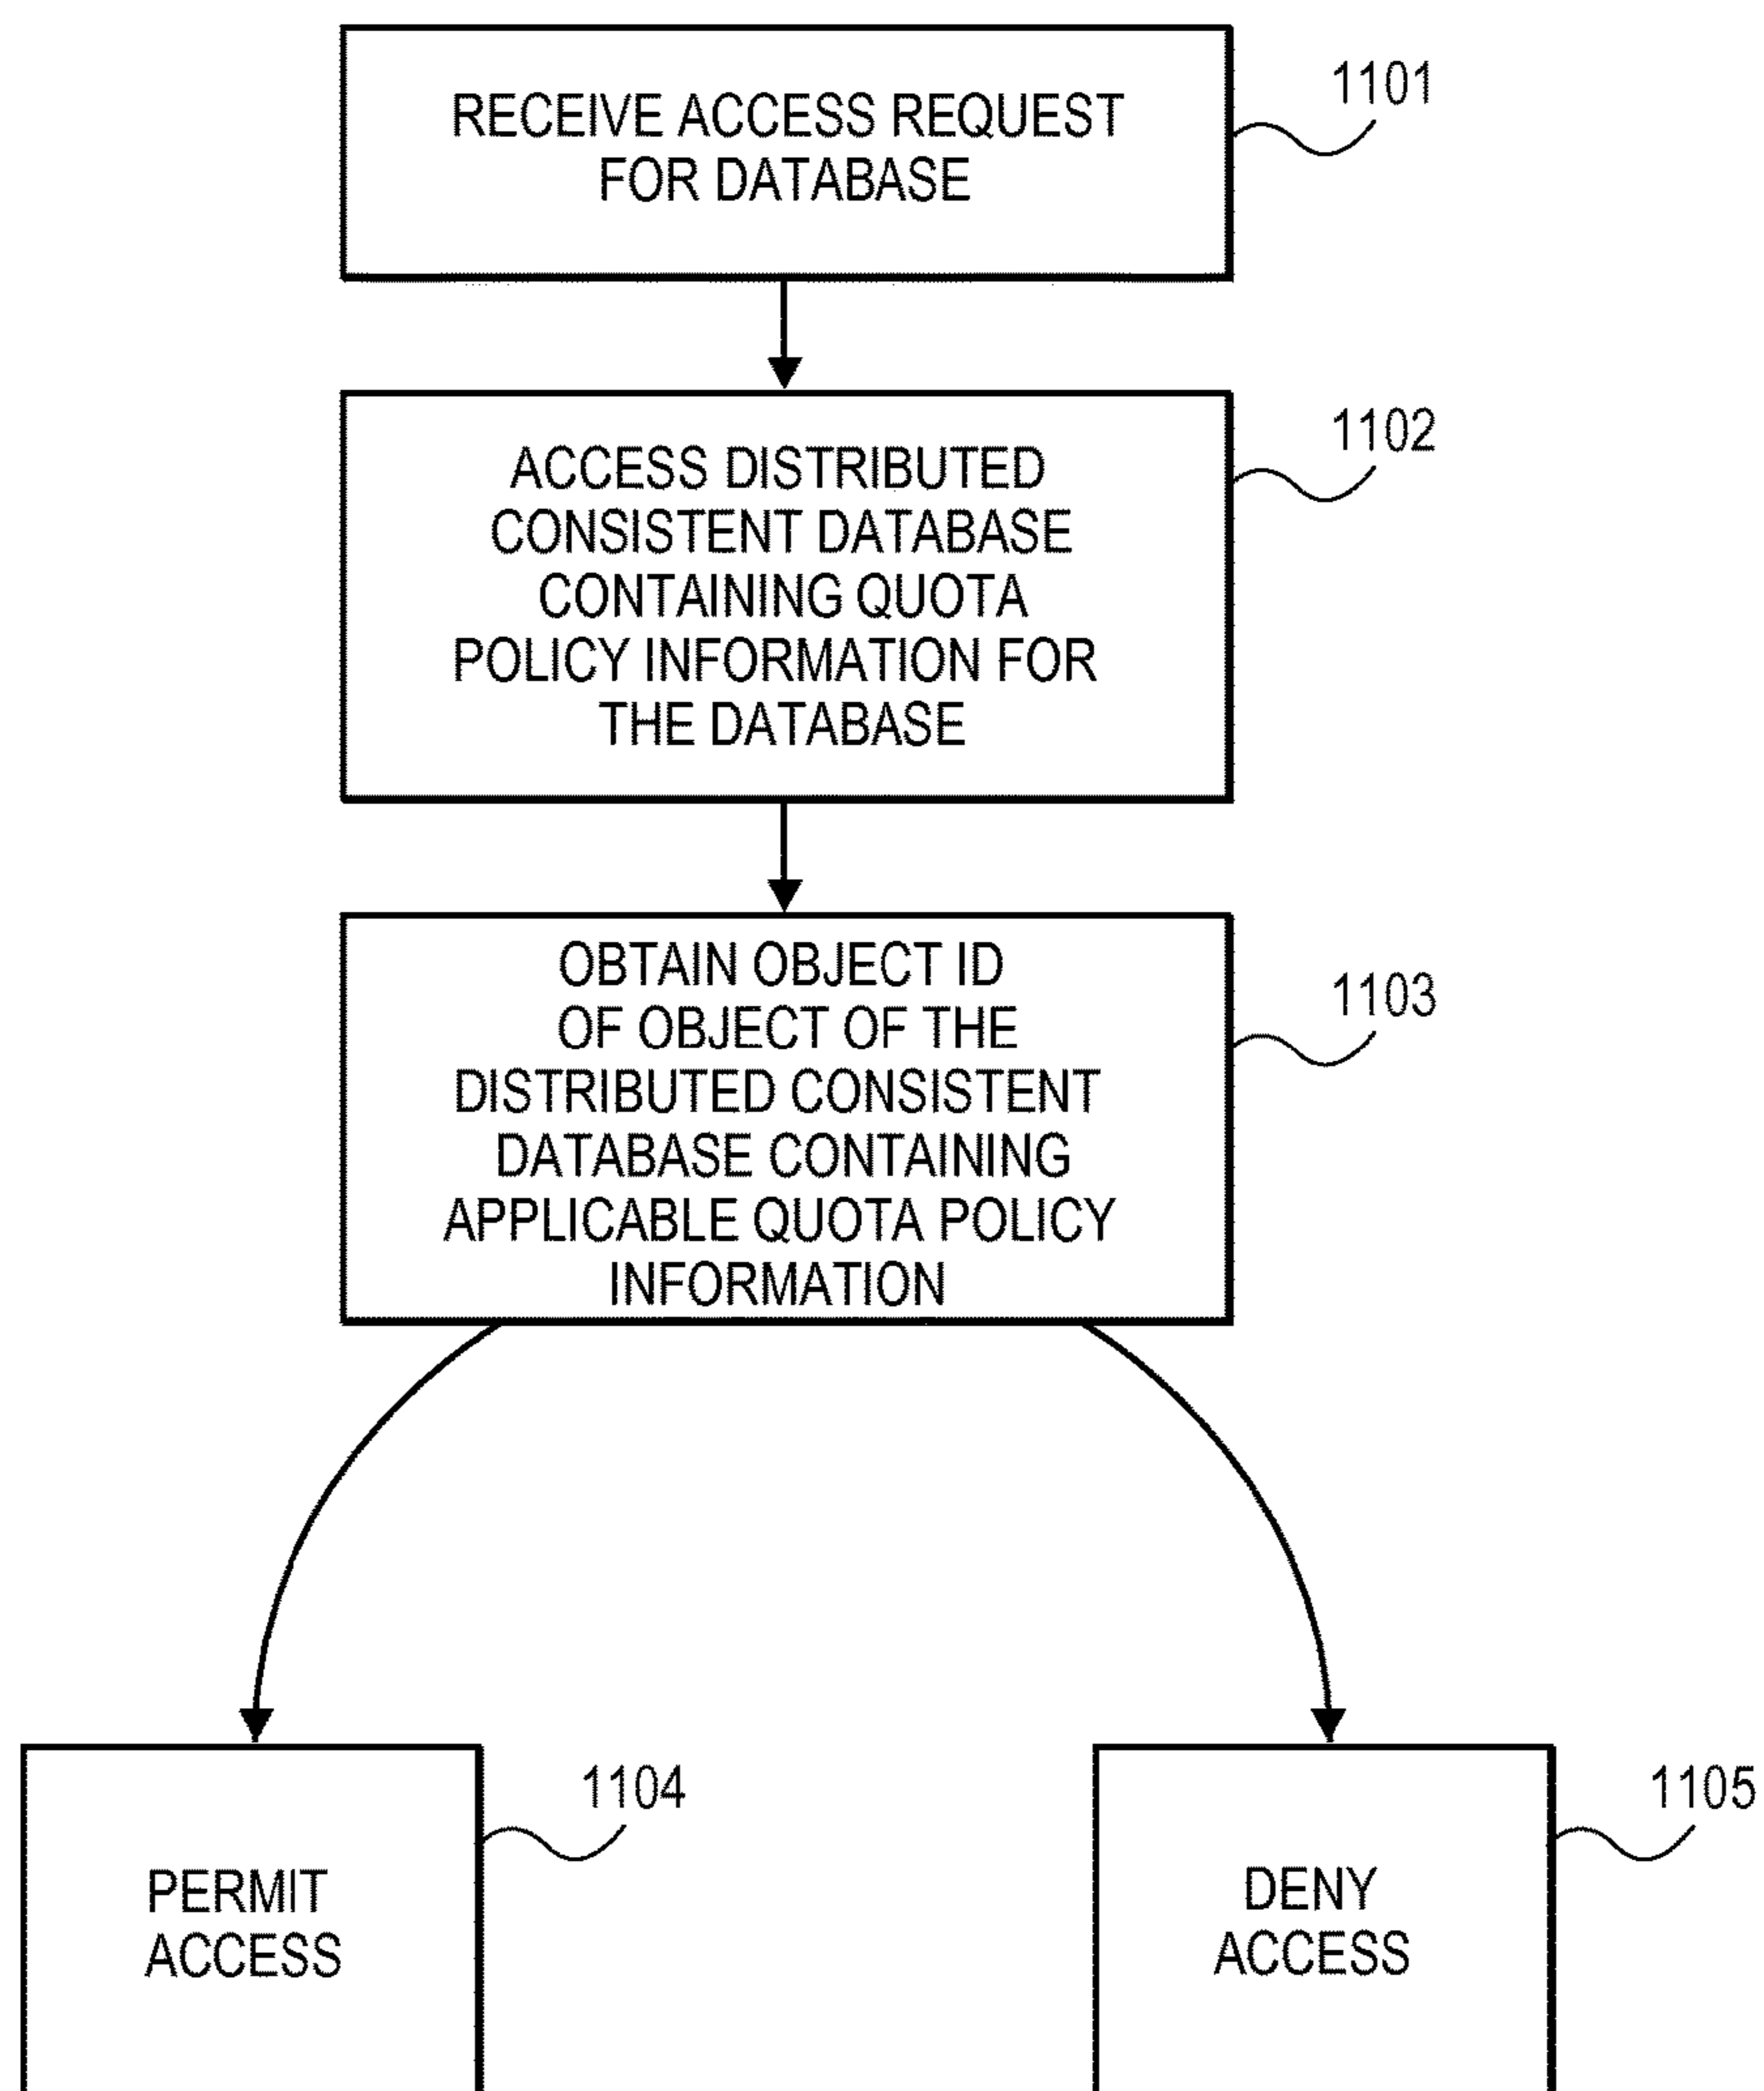 RECEIVE ACCESS REQUEST
FOR DATABASE
1101
ACCESS DISTRIBUTED
CONSISTENT DATABASE
CONTAINING QUOTA
POLICY INFORMATION FOR
THE DATABASE
1102
OBTAIN OBJECT ID
OF OBJECT OF THE
DISTRIBUTED CONSISTENT
DATABASE CONTAINING
APPLICABLE QUOTA POLICY
INFORMATION
1103
PERMIT
ACCESS
1104
DENY
ACCESS
1105